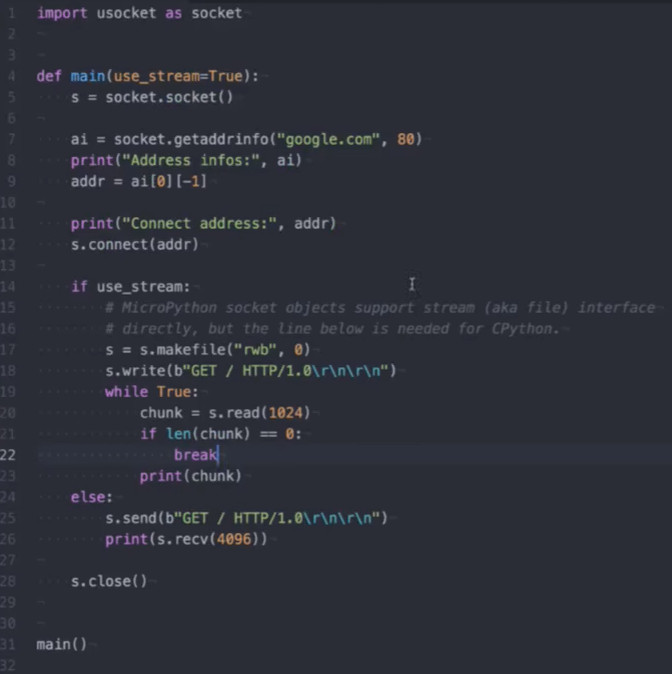 1 import usocket as socket
2
3
4 def main(use_stream=True):
5     s = socket.socket()
6
7     ai = socket.getaddrinfo("google.com", 80)
8     print("Address infos:", ai)
9     addr = ai[0][-1]
10
11     print("Connect address:", addr)
12     s.connect(addr)
13
14     if use_stream:
15         # MicroPython socket objects support stream (aka file) interface
16         # directly, but the line below is needed for CPython.
17         s = s.makefile("rwb", 0)
18         s.write(b"GET / HTTP/1.0\r\n\r\n")
19         while True:
20             chunk = s.read(1024)
21             if len(chunk) == 0:
22                 break
23             print(chunk)
24     else:
25         s.send(b"GET / HTTP/1.0\r\n\r\n")
26         print(s.recv(4096))
27
28     s.close()
29
30
31 main()
32